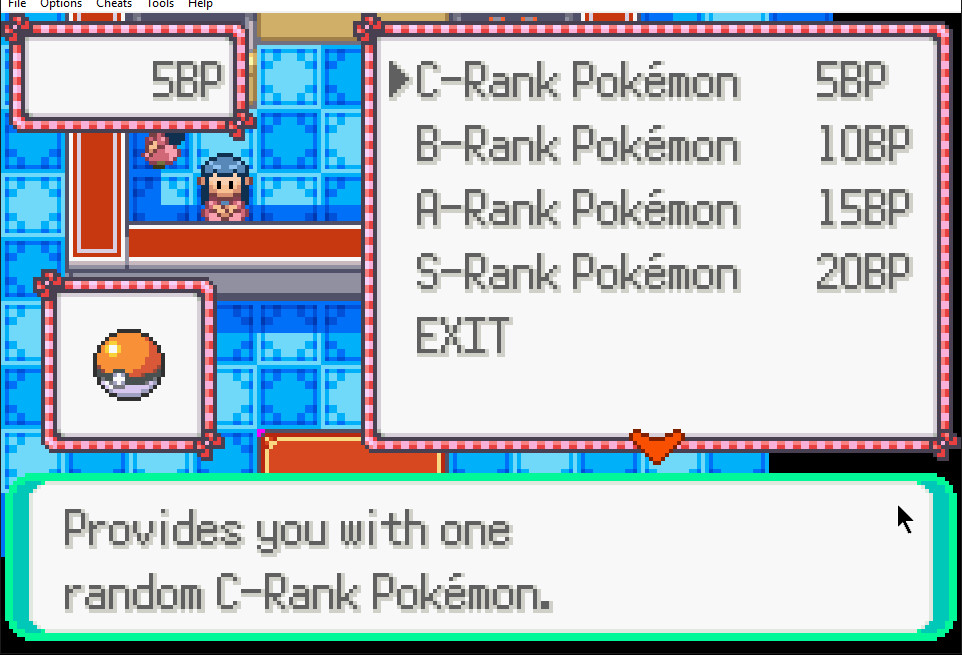 File Options Cheats Tools Help
5BP
C-Rank Pokémon 5BP
B-Rank Pokémon 10BP
A-Rank Pokémon 15BP
S-Rank Pokémon 20BP
EXIT
Provides you with one
random C-Rank Pokémon.